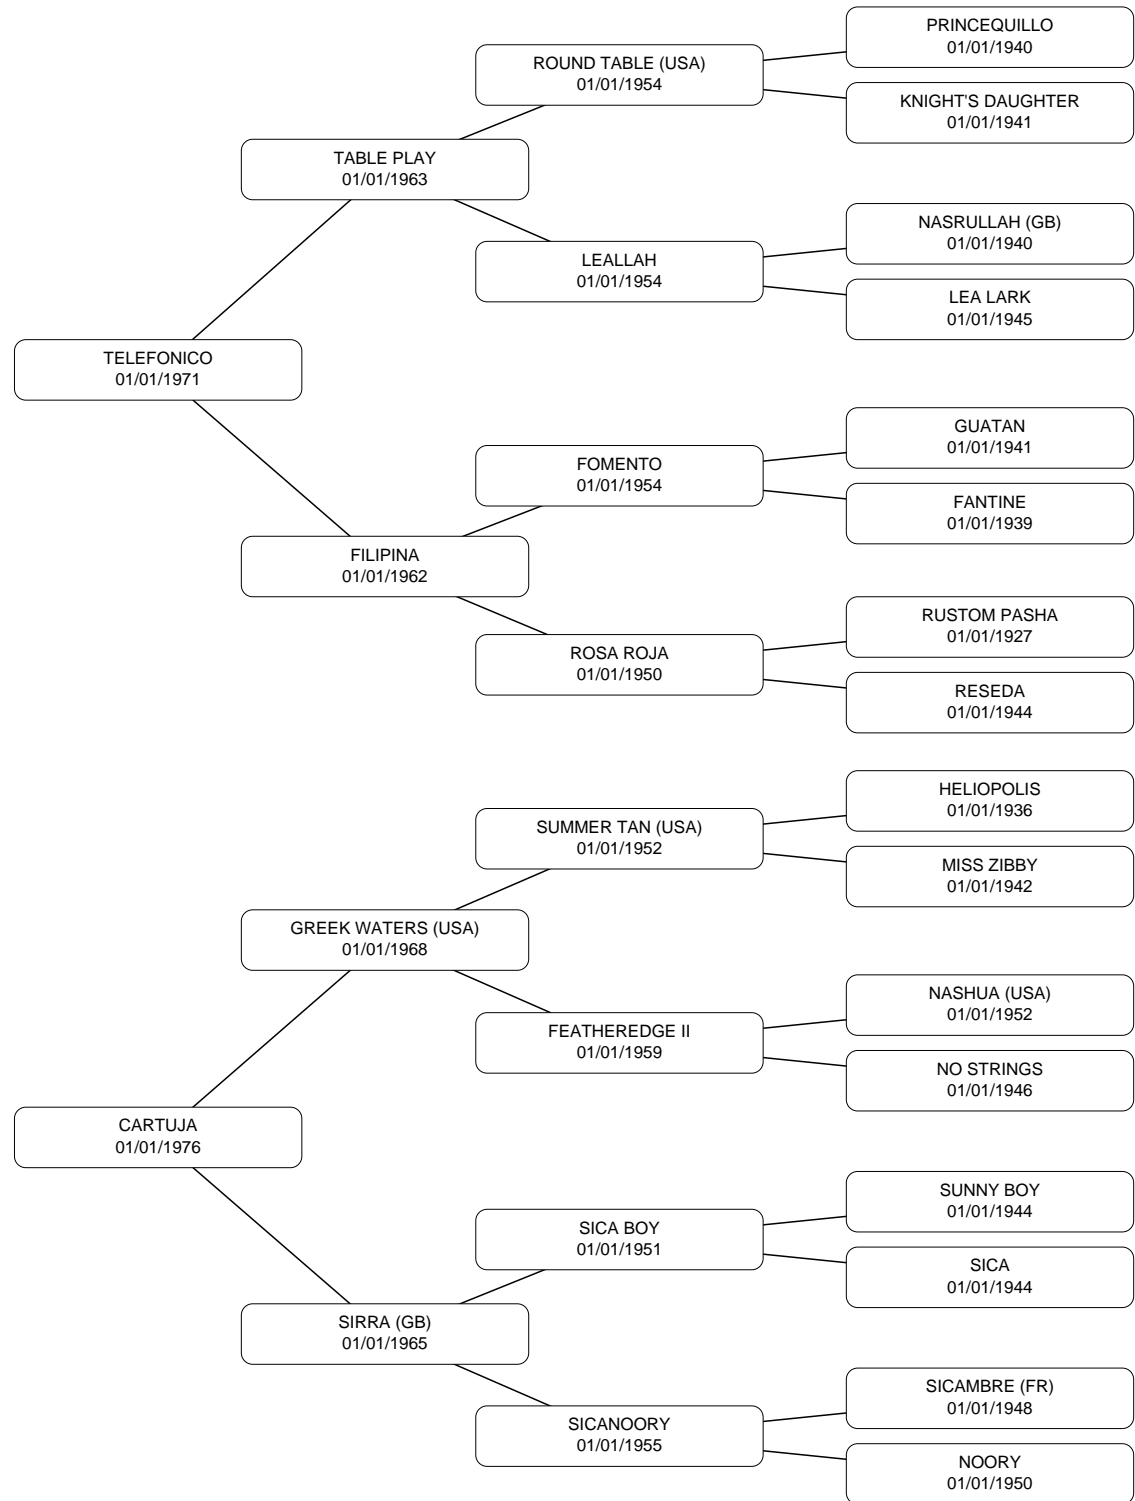 PRINCEQUILLO
01/01/1940
ROUND TABLE (USA)
01/01/1954
KNIGHT'S DAUGHTER
01/01/1941
TABLE PLAY
01/01/1963
NASRULLAH (GB)
01/01/1940
LEALLAH
01/01/1954
LEA LARK
01/01/1945
TELEFONICO
01/01/1971
GUATAN
01/01/1941
FOMENTO
01/01/1954
FANTINE
01/01/1939
FILIPINA
01/01/1962
RUSTOM PASHA
01/01/1927
ROSA ROJA
01/01/1950
RESEDA
01/01/1944
HELIOPOLIS
01/01/1936
SUMMER TAN (USA)
01/01/1952
MISS ZIBBY
01/01/1942
GREEK WATERS (USA)
01/01/1968
NASHUA (USA)
01/01/1952
FEATHEREDGE II
01/01/1959
NO STRINGS
01/01/1946
CARTUJA
01/01/1976
SUNNY BOY
01/01/1944
SICA BOY
01/01/1951
SICA
01/01/1944
SIRRA (GB)
01/01/1965
SICAMBRE (FR)
01/01/1948
SICANOORY
01/01/1955
NOORY
01/01/1950